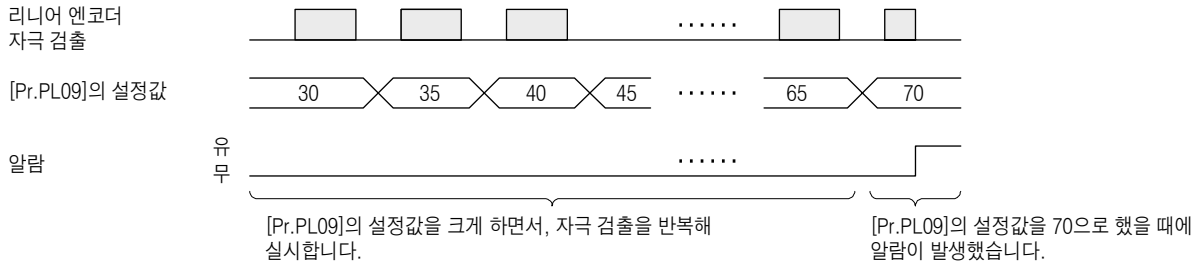 리니어 엔코더
자극 검출
[Pr.PL09]의 설정값
30 35 40 45 ...... 65 70
알람
유
무
......
......
[Pr.PL09]의 설정값을 크게 하면서, 자극 검출을 반복해
실시합니다.
[Pr.PL09]의 설정값을 70으로 했을 때에
알람이 발생했습니다.